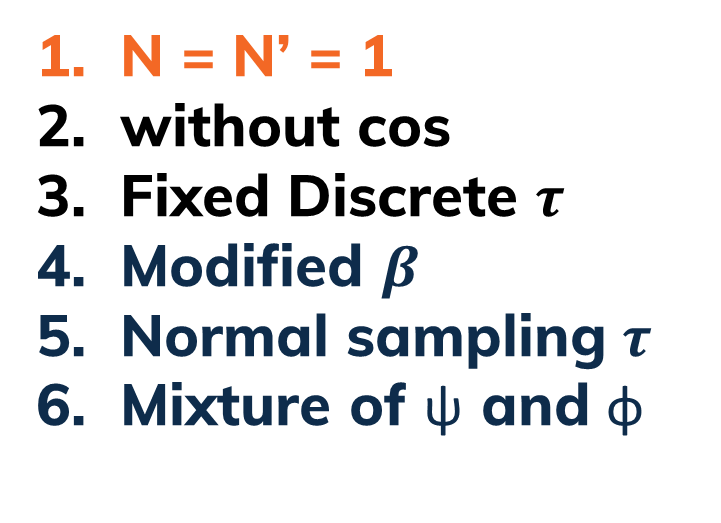 1. N = N’ = 1
2. without cos
3. Fixed Discrete τ
4. Modified β
5. Normal sampling τ
6. Mixture of ψ and ϕ